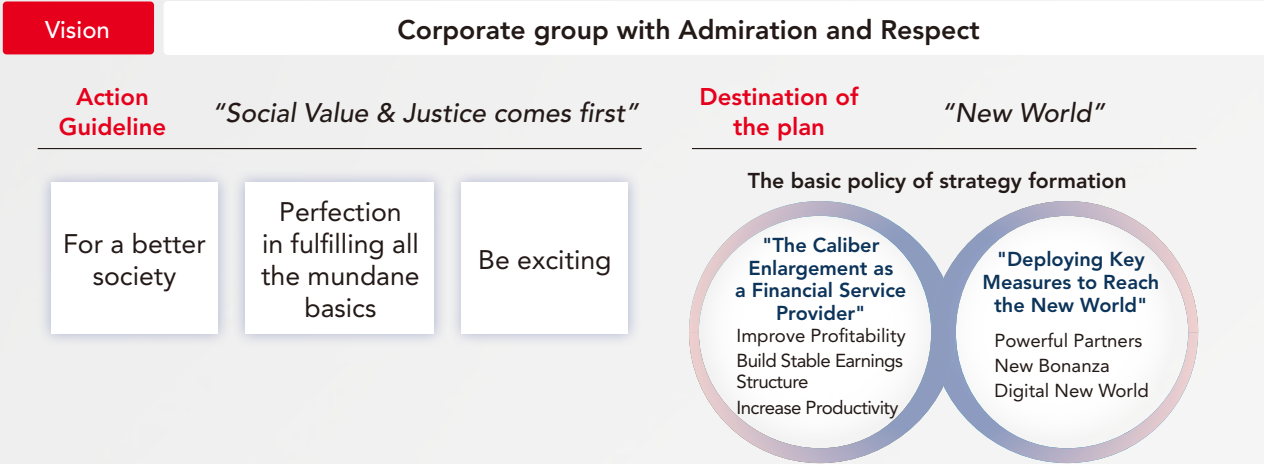 Vision
Corporate group with Admiration and Respect
Action
Guideline
“Social Value & Justice comes first”
For a better
society
Perfection
in fulfilling all
the mundane
basics
Be exciting
Destination of
the plan
“New World”
The basic policy of strategy formation
"The Caliber
Enlargement as
a Financial Service
Provider"
Improve Profitability
Build Stable Earnings
Structure
Increase Productivity
"Deploying Key
Measures to Reach
the New World"
Powerful Partners
New Bonanza
Digital New World